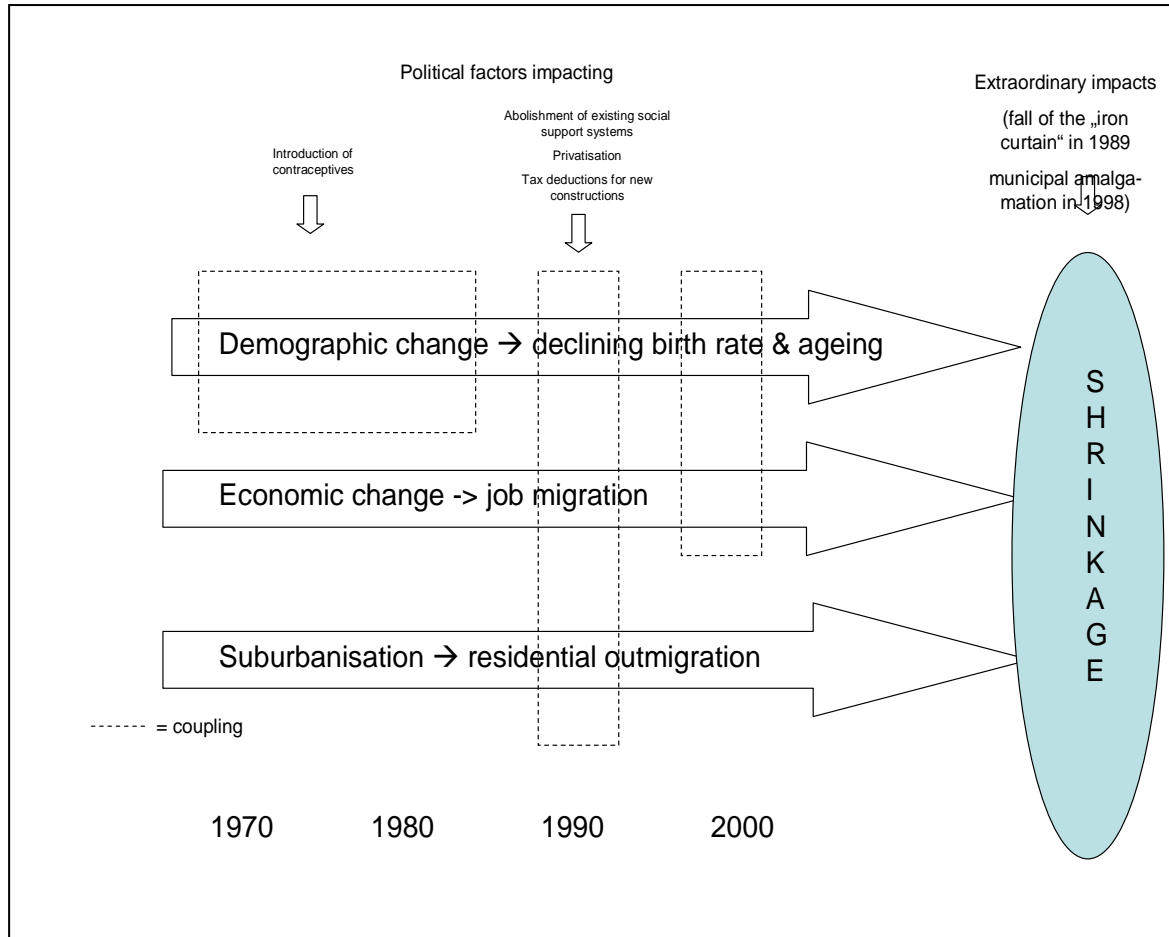 Political factors impacting
Abolishment of existing social
support systems
Privatisation
Tax deductions for new
constructions
Introduction of
contraceptives
Extraordinary impacts
(fall of the „iron
curtain“ in 1989
municipal amalga-
mation in 1998)
Demographic change → declining birth rate & ageing
Economic change -> job migration
Suburbanisation → residential outmigration
S
H
R
I
N
K
A
G
E
------- = coupling
1970 1980 1990 2000